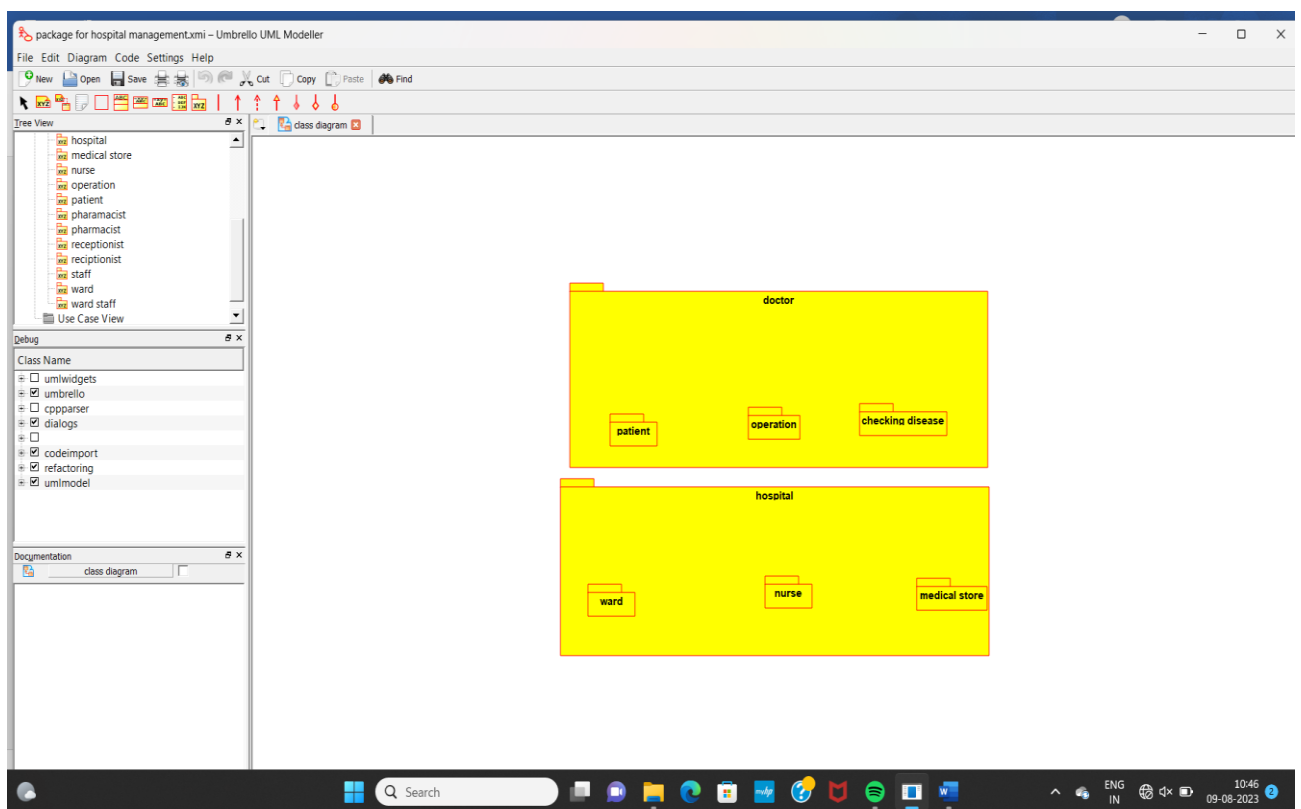 package for hospital management.xmi – Umbrello UML Modeller
File Edit Diagram Code Settings Help
New Open Save Cut Copy Paste Find
Tree View
class diagram
hospital
medical store
nurse
operation
patient
pharamacist
pharmacist
receptionist
reciptionist
staff
ward
ward staff
Use Case View
Debug
Class Name
umlwidgets
umbrello
cppparser
dialogs
codeimport
refactoring
umlmodel
Documentation
class diagram
doctor
patient
operation
checking disease
hospital
ward
nurse
medical store
Search
ENG
IN
10:46
09-08-2023
2